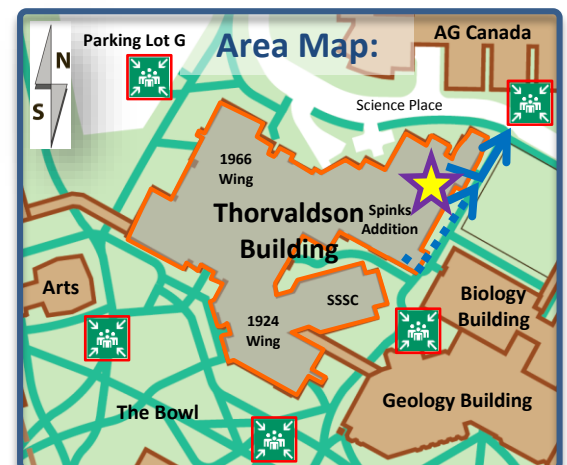 Area Map:
Parking Lot G
AG Canada
N
S
Science Place
1966
Wing
Thorvaldson
Building
Spinks
Addition
Arts
SSSC
Biology
Building
1924
Wing
The Bowl
Geology Building